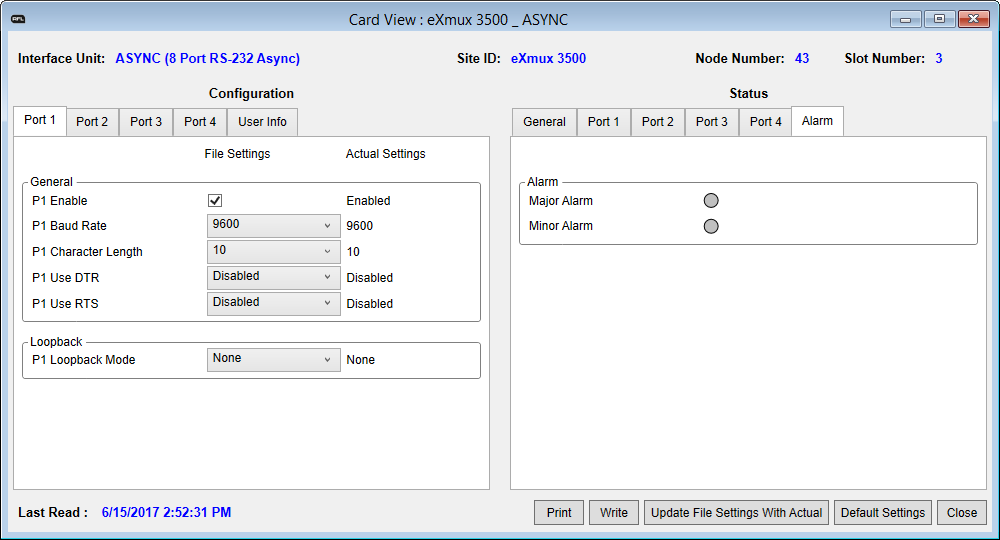 RFL
Card View : eXmux 3500 _ ASYNC
Interface Unit: ASYNC (8 Port RS-232 Async) Site ID: eXmux 3500 Node Number: 43 Slot Number: 3
Configuration
Port 1 Port 2 Port 3 Port 4 User Info
File Settings Actual Settings
General
P1 Enable Enabled
P1 Baud Rate 9600 9600
P1 Character Length 10 10
P1 Use DTR Disabled Disabled
P1 Use RTS Disabled Disabled
Loopback
P1 Loopback Mode None None
Status
General Port 1 Port 2 Port 3 Port 4 Alarm
Alarm
Major Alarm
Minor Alarm
Last Read : 6/15/2017 2:52:31 PM
Print Write Update File Settings With Actual Default Settings Close